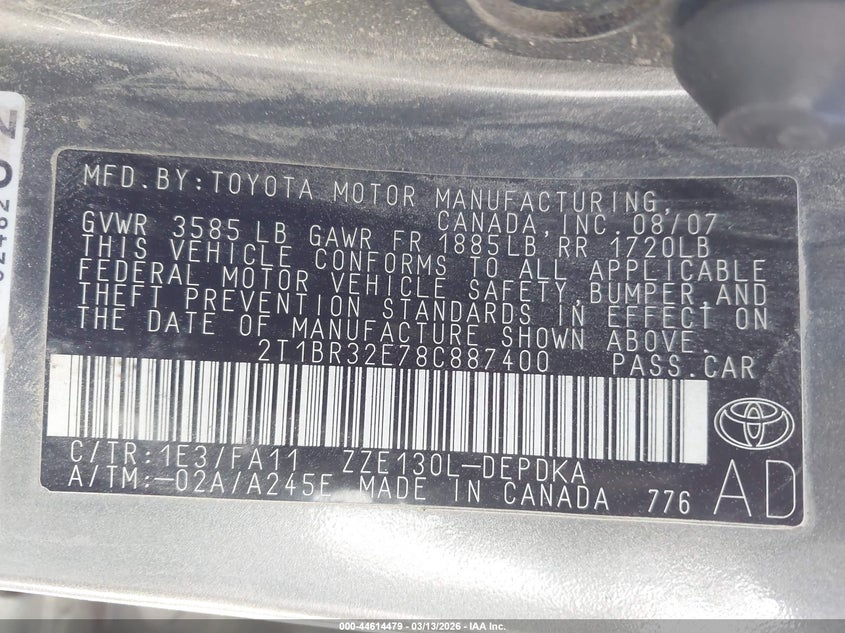 MFD.BY:TOYOTA MOTOR MANUFACTURING,
CANADA,INC. 08/07
GVWR 3585 LB GAWR FR 1885LB RR 1720LB
THIS VEHICLE CONFORMS TO ALL APPLICABLE
FEDERAL MOTOR VEHICLE SAFETY,BUMPER,AND
THEFT PREVENTION STANDARDS IN EFFECT ON
THE DATE OF MANUFACTURE SHOWN ABOVE.
2T1BR32E78C887400 PASS.CAR
C/TR:1E3/FA11 ZZE130L-DEPDKA
A/TM:-02A/A245E MADE IN CANADA 776
AD
000-44614479 - 03/13/2026 - IAA Inc.